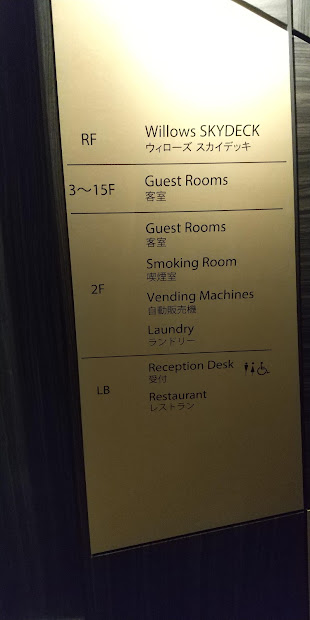 RF
Willows SKYDECK
ウィローズ スカイデッキ
3〜15F
Guest Rooms
客室
2F
Guest Rooms
客室
Smoking Room
喫煙室
Vending Machines
自動販売機
Laundry
ランドリー
LB
Reception Desk
受付
Restaurant
レストラン